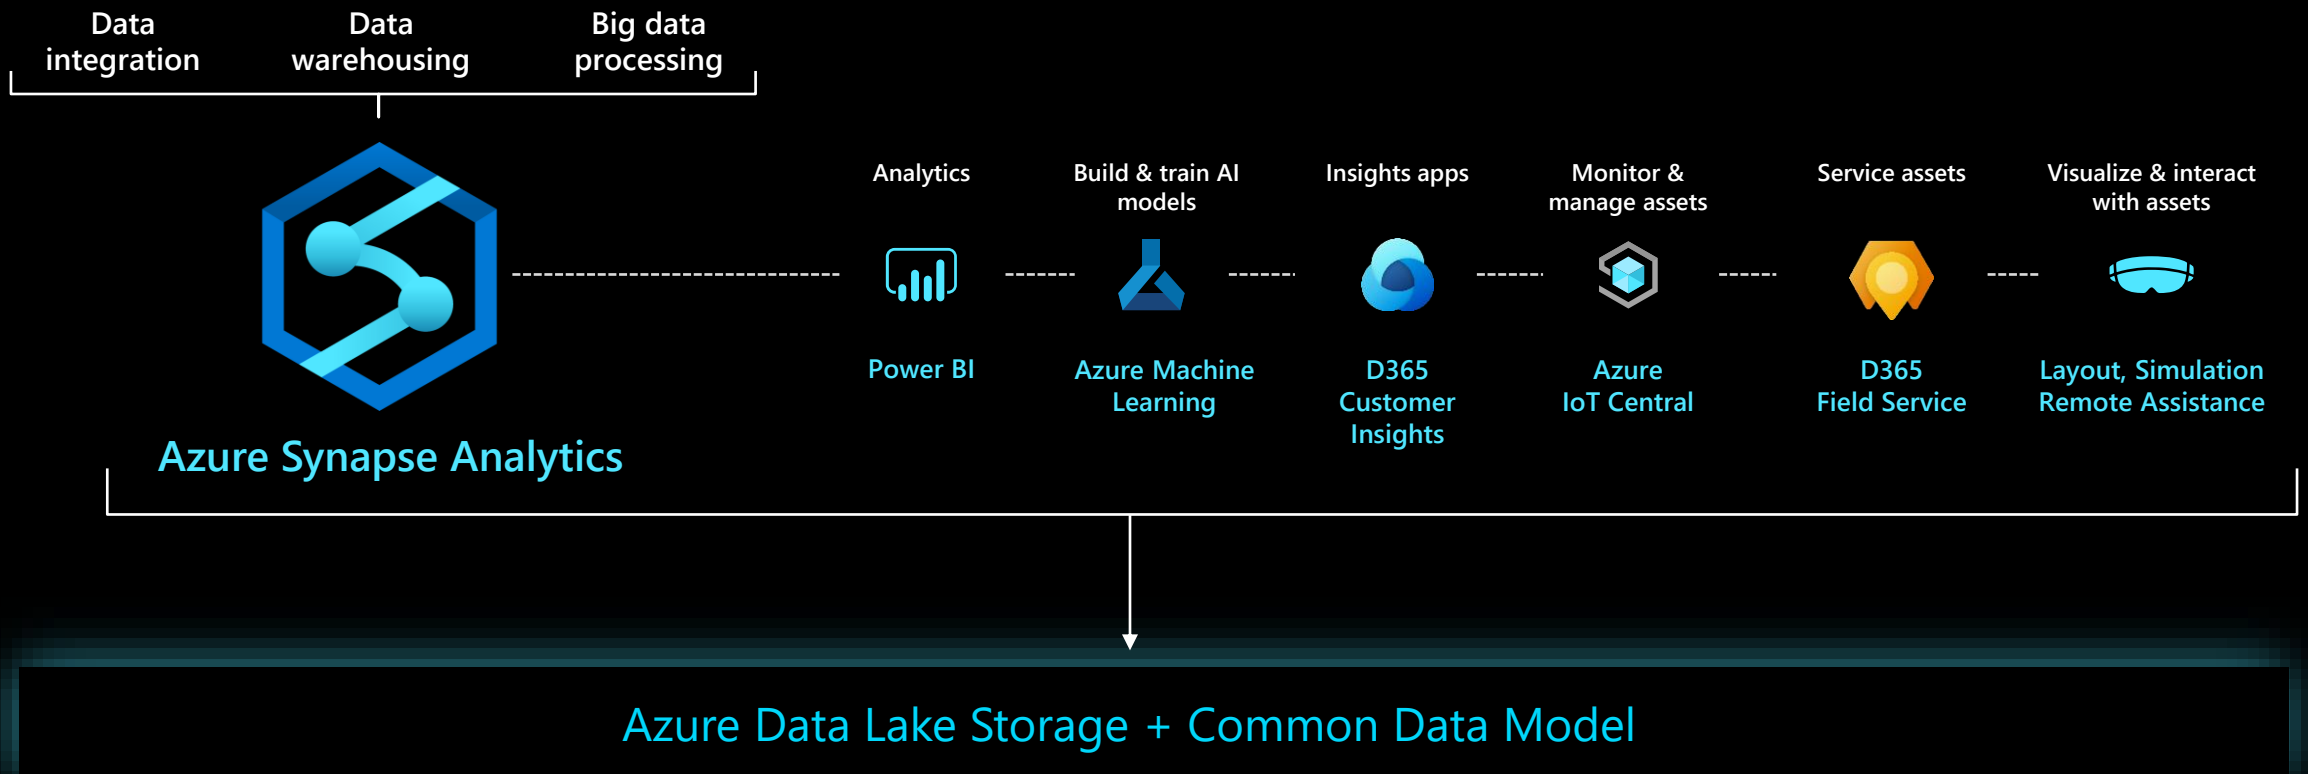 Data
integration
Data
warehousing
Big data
processing
Azure Synapse Analytics
Analytics
Power BI
Build & train AI
models
Azure Machine
Learning
Insights apps
D365
Customer
Insights
Monitor &
manage assets
Azure
IoT Central
Service assets
D365
Field Service
Visualize & interact
with assets
Layout, Simulation
Remote Assistance
Azure Data Lake Storage + Common Data Model